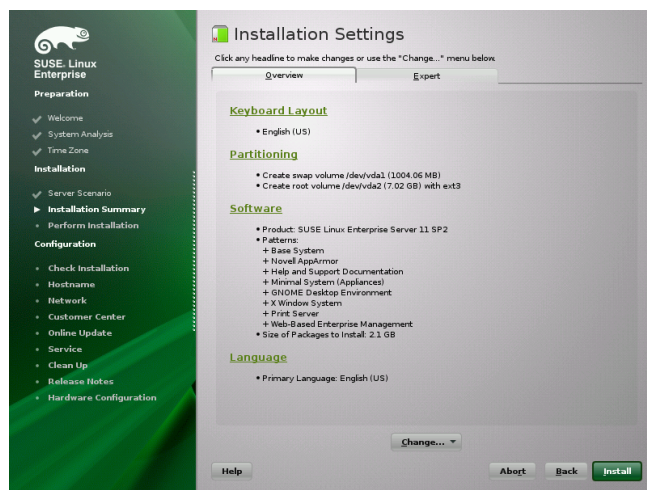 SUSE. Linux
Enterprise
Preparation
Welcome
System Analysis
Time Zone
Installation
Server Scenario
Installation Summary
Perform Installation
Configuration
Check Installation
Hostname
Network
Customer Center
Online Update
Service
Clean Up
Release Notes
Hardware Configuration
Installation Settings
Click any headline to make changes or use the "Change..." menu below.
Overview
Expert
Keyboard Layout
• English (US)
Partitioning
• Create swap volume /dev/vda1 (1004.06 MB)
• Create root volume /dev/vda2 (7.02 GB) with ext3
Software
• Product: SUSE Linux Enterprise Server 11 SP2
• Patterns:
+ Base System
+ Novell AppArmor
+ Help and Support Documentation
+ Minimal System (Appliances)
+ GNOME Desktop Environment
+ X Window System
+ Print Server
+ Web-Based Enterprise Management
• Size of Packages to Install: 2.1 GB
Language
• Primary Language: English (US)
Change...
Help
Abort
Back
Install